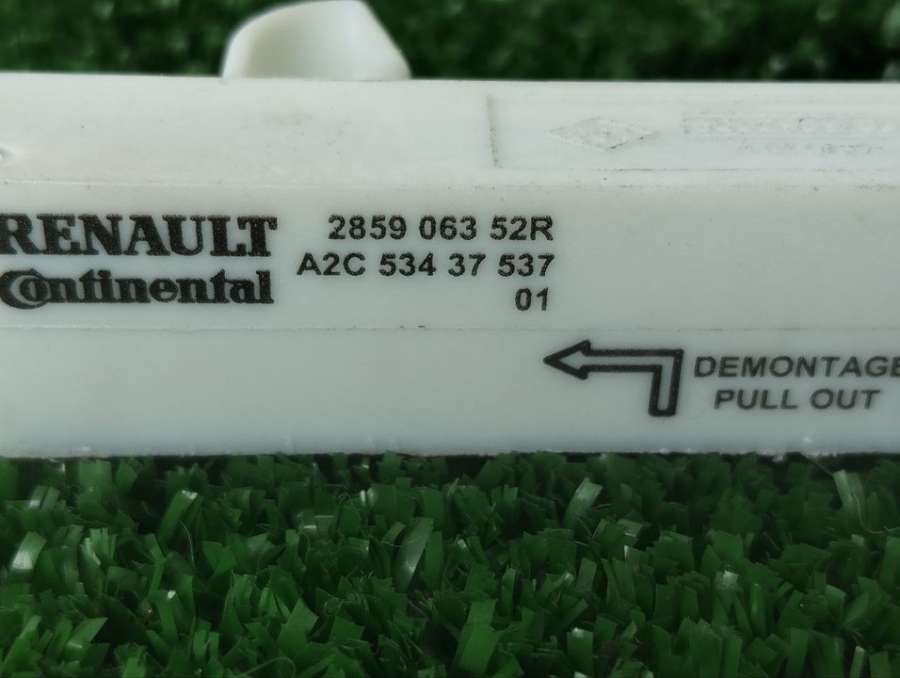 RENAULT 2859 063 52R
Continental A2C 534 37 537
01
DEMONTAGE
PULL OUT